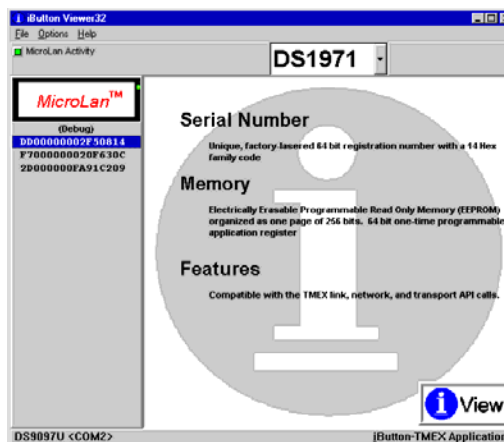 iButton Viewer32
File Options Help
MicroLan Activity
DS1971
MicroLan™
(Debug)
DD00000002F50814
F7000000020F630C
2D000000FA91C209
Serial Number
Unique, factory-lasered 64 bit registration number with a 14 Hex
family code
Memory
Electrically Erasable Programmable Read Only Memory (EEPROM)
organized as one page of 256 bits. 64 bit one-time programmable
application register
Features
Compatible with the TMEX link, network, and transport API calls.
View
DS9097U <COM2>
iButton-TMEX Application